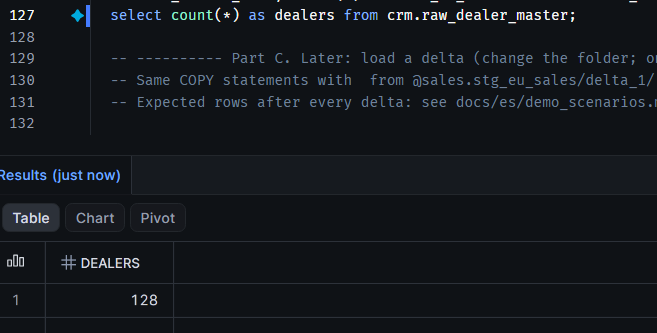 127 select count(*) as dealers from crm.raw_dealer_master;
128
129 -- ---------- Part C. Later: load a delta (change the folder;
130 -- Same COPY statements with  from @sales.stg_eu_sales/delta_1/
131 -- Expected rows after every delta: see docs/es/demo_scenarios.
132
Results (just now)
Table Chart Pivot
DEALERS
1 128